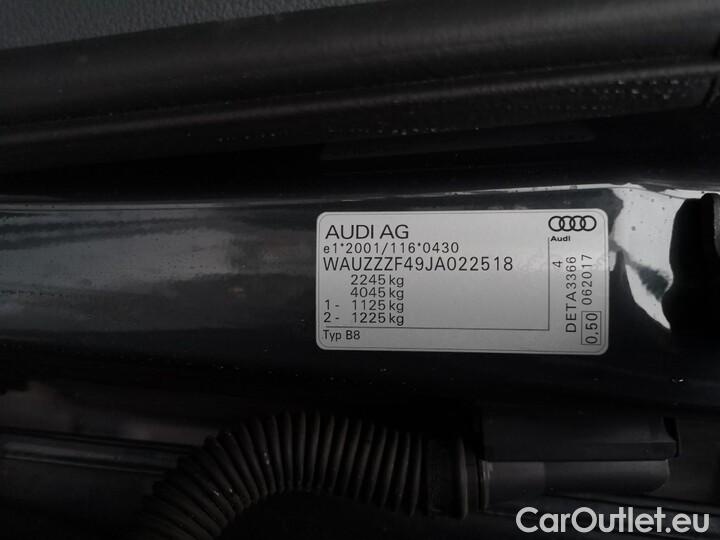 AUDI AG
e1*2001/116*0430
WAUZZZF49JA022518
2245 kg
4045 kg
1 - 1125 kg
2 - 1225 kg
Typ B8
Audi
4
DETA3366
0,50 062017
CarOutlet.eu